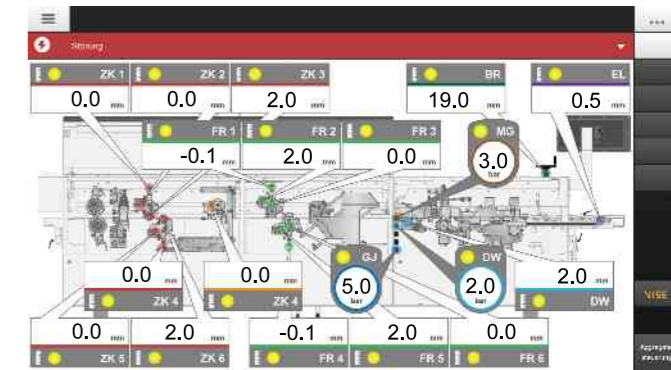 Störung
ZK 1
ZK 2
ZK 3
BR
EL
0.0 mm
0.0 mm
2.0 mm
19.0 mm
0.5 mm
FR 1
FR 2
FR 3
MG
-0.1 mm
2.0 mm
0.0 mm
3.0
bar
GJ
DW
0.0 mm
0.0 mm
5.0
bar
2.0
bar
2.0 mm
ZK 4
ZK 4
DW
0.0 mm
2.0 mm
-0.1 mm
2.0 mm
0.0 mm
ZK 5
ZK 6
FR 4
FR 5
FR 6